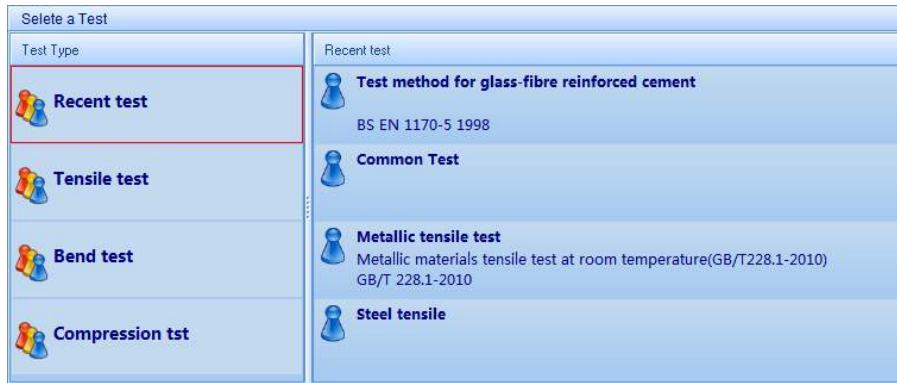 Selete a Test
Test Type
Recent test
Tensile test
Bend test
Compression tst
Recent test
Test method for glass-fibre reinforced cement
BS EN 1170-5 1998
Common Test
Metallic tensile test
Metallic materials tensile test at room temperature(GB/T228.1-2010)
GB/T 228.1-2010
Steel tensile